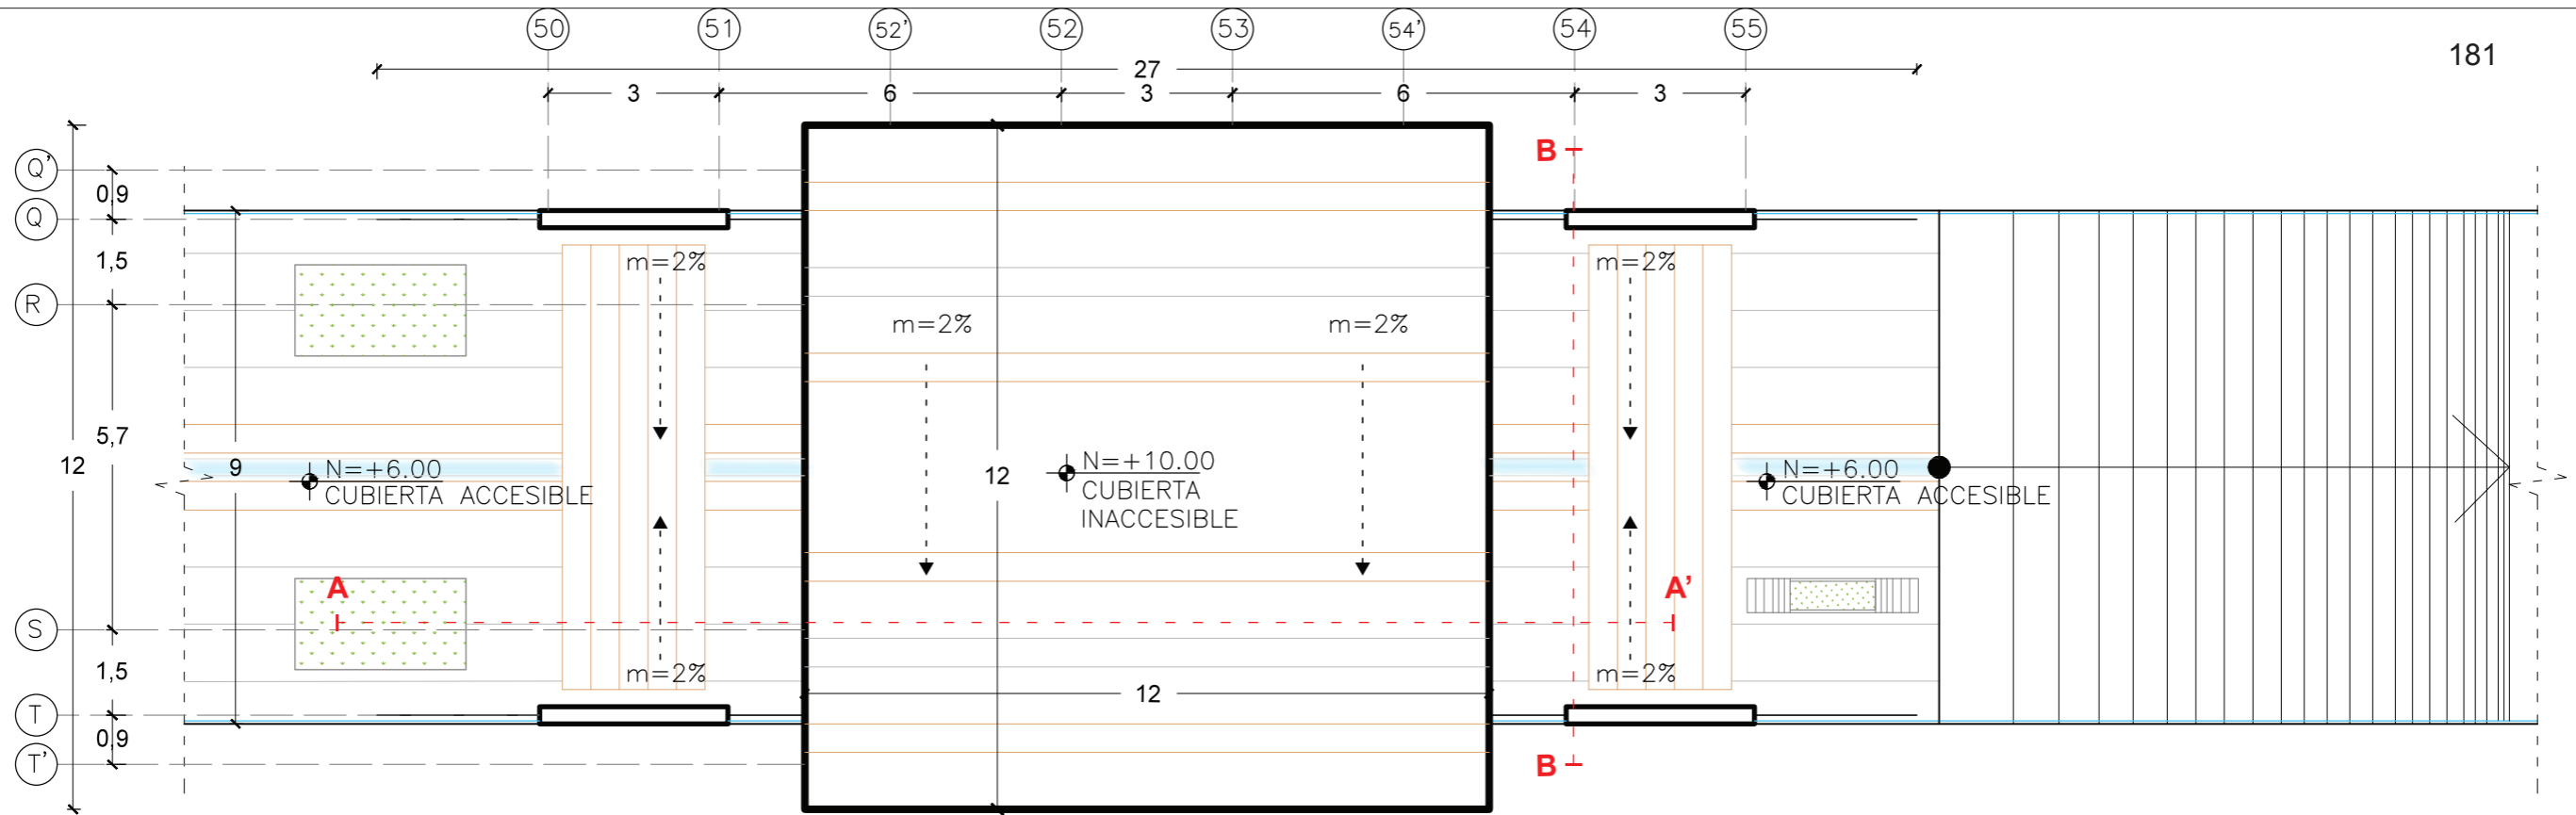 50 51 52' 52 53 54' 54 55
181
27
3 6 3 6 3
B
Q'
0,9
Q
1,5
m=2% m=2%
R
m=2% m=2%
5,7
12 9 12
N=+6.00
CUBIERTA ACCESIBLE
N=+10.00
CUBIERTA
INACCESIBLE
N=+6.00
CUBIERTA ACCESIBLE
A A'
S
1,5
m=2% m=2%
12
T
0,9
T'
B